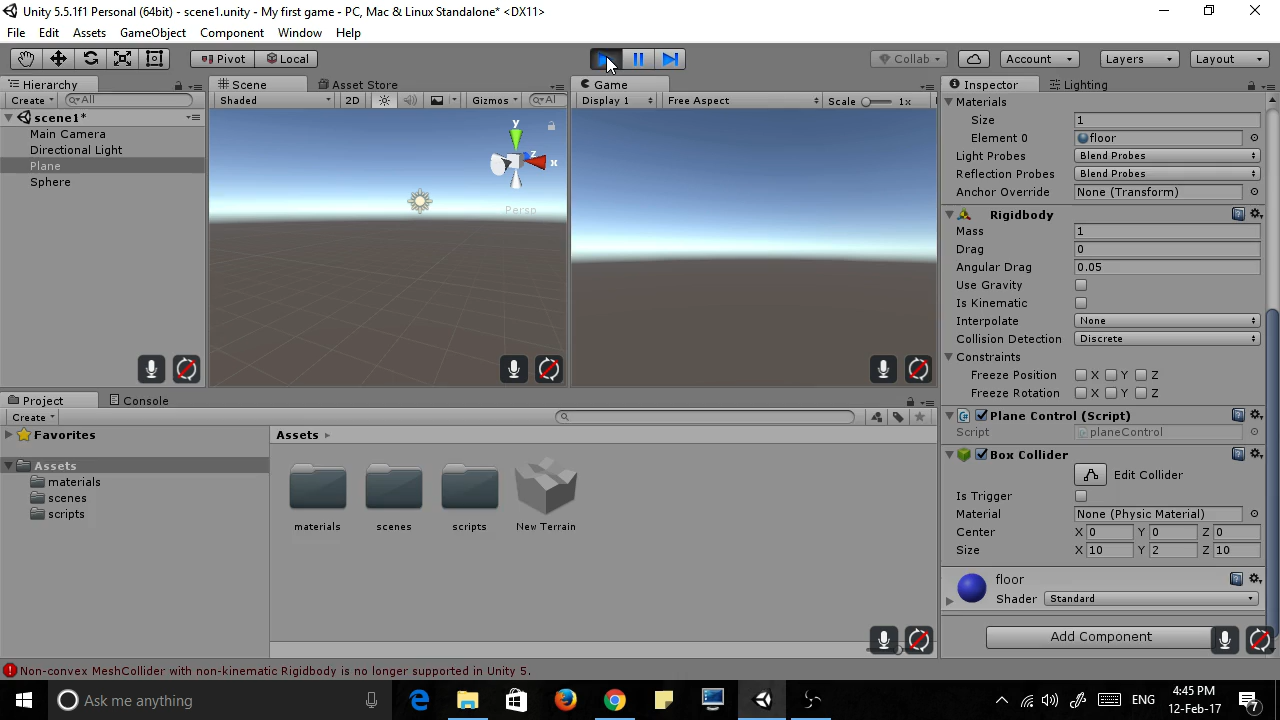 Unity 5.5.1f1 Personal (64bit) - scene1.unity - My first game - PC, Mac & Linux Standalone* <DX11>
File Edit Assets GameObject Component Window Help
Pivot Local Collab Account Layers Layout
Hierarchy
Create All
scene1*
Main Camera
Directional Light
Plane
Sphere
Scene Asset Store
Shaded 2D Gizmos Al
y
z x
Persp
Game
Display 1 Free Aspect Scale 1x
Inspector Lighting
Materials
Size 1
Element 0 floor
Light Probes Blend Probes
Reflection Probes Blend Probes
Anchor Override None (Transform)
Rigidbody
Mass 1
Drag 0
Angular Drag 0.05
Use Gravity
Is Kinematic
Interpolate None
Collision Detection Discrete
Constraints
Freeze Position X Y Z
Freeze Rotation X Y Z
Plane Control (Script)
Script planeControl
Box Collider
Edit Collider
Is Trigger
Material None (Physic Material)
Center X 0 Y 0 Z 0
Size X 10 Y 2 Z 10
floor
Shader Standard
Add Component
Project Console
Create
Favorites
Assets
materials
scenes
scripts
Assets
materials scenes scripts New Terrain
Non-convex MeshCollider with non-kinematic Rigidbody is no longer supported in Unity 5.
Ask me anything
ENG
4:45 PM
12-Feb-17
7